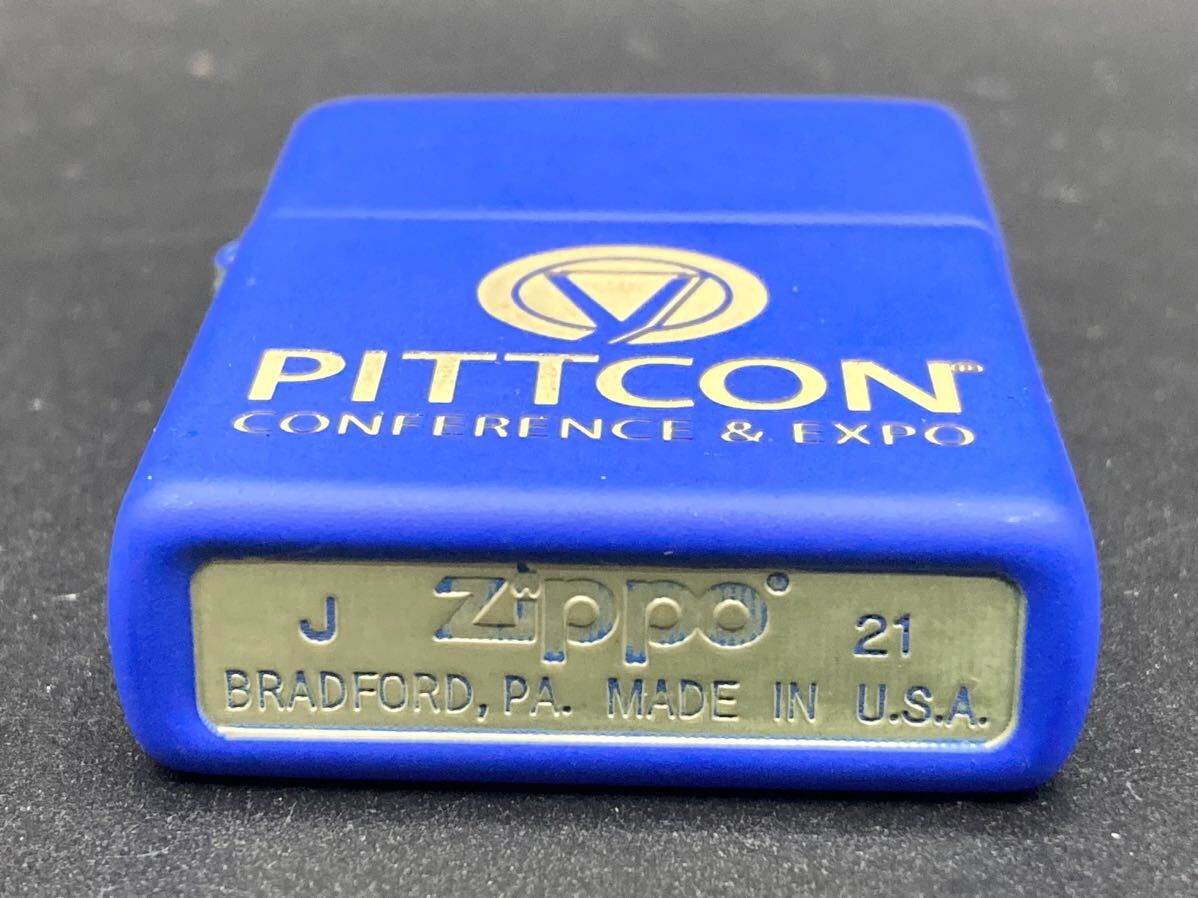 PITTCON®
CONFERENCE & EXPO
J zippo® 21
BRADFORD, PA. MADE IN U.S.A.